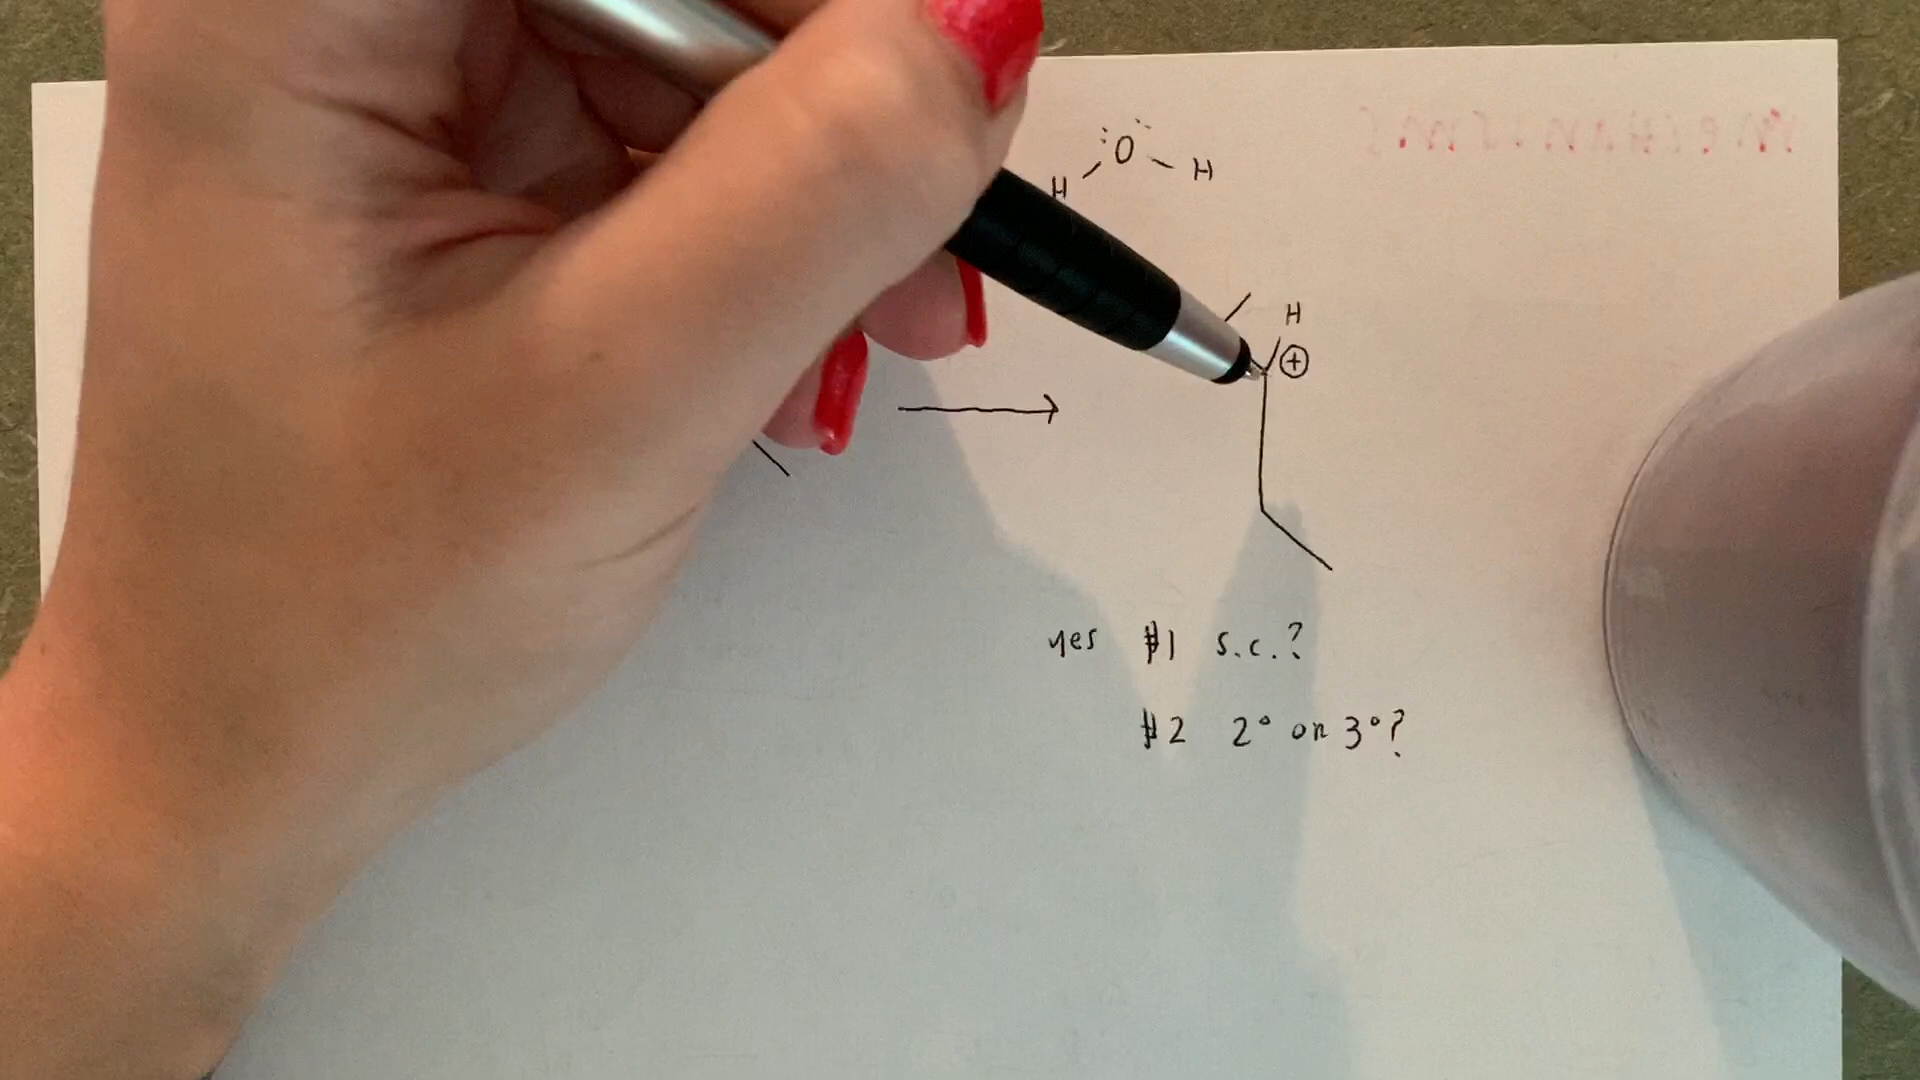 :O:
H H
H
+
yes #1 s.c.?
#2 2° or 3°?